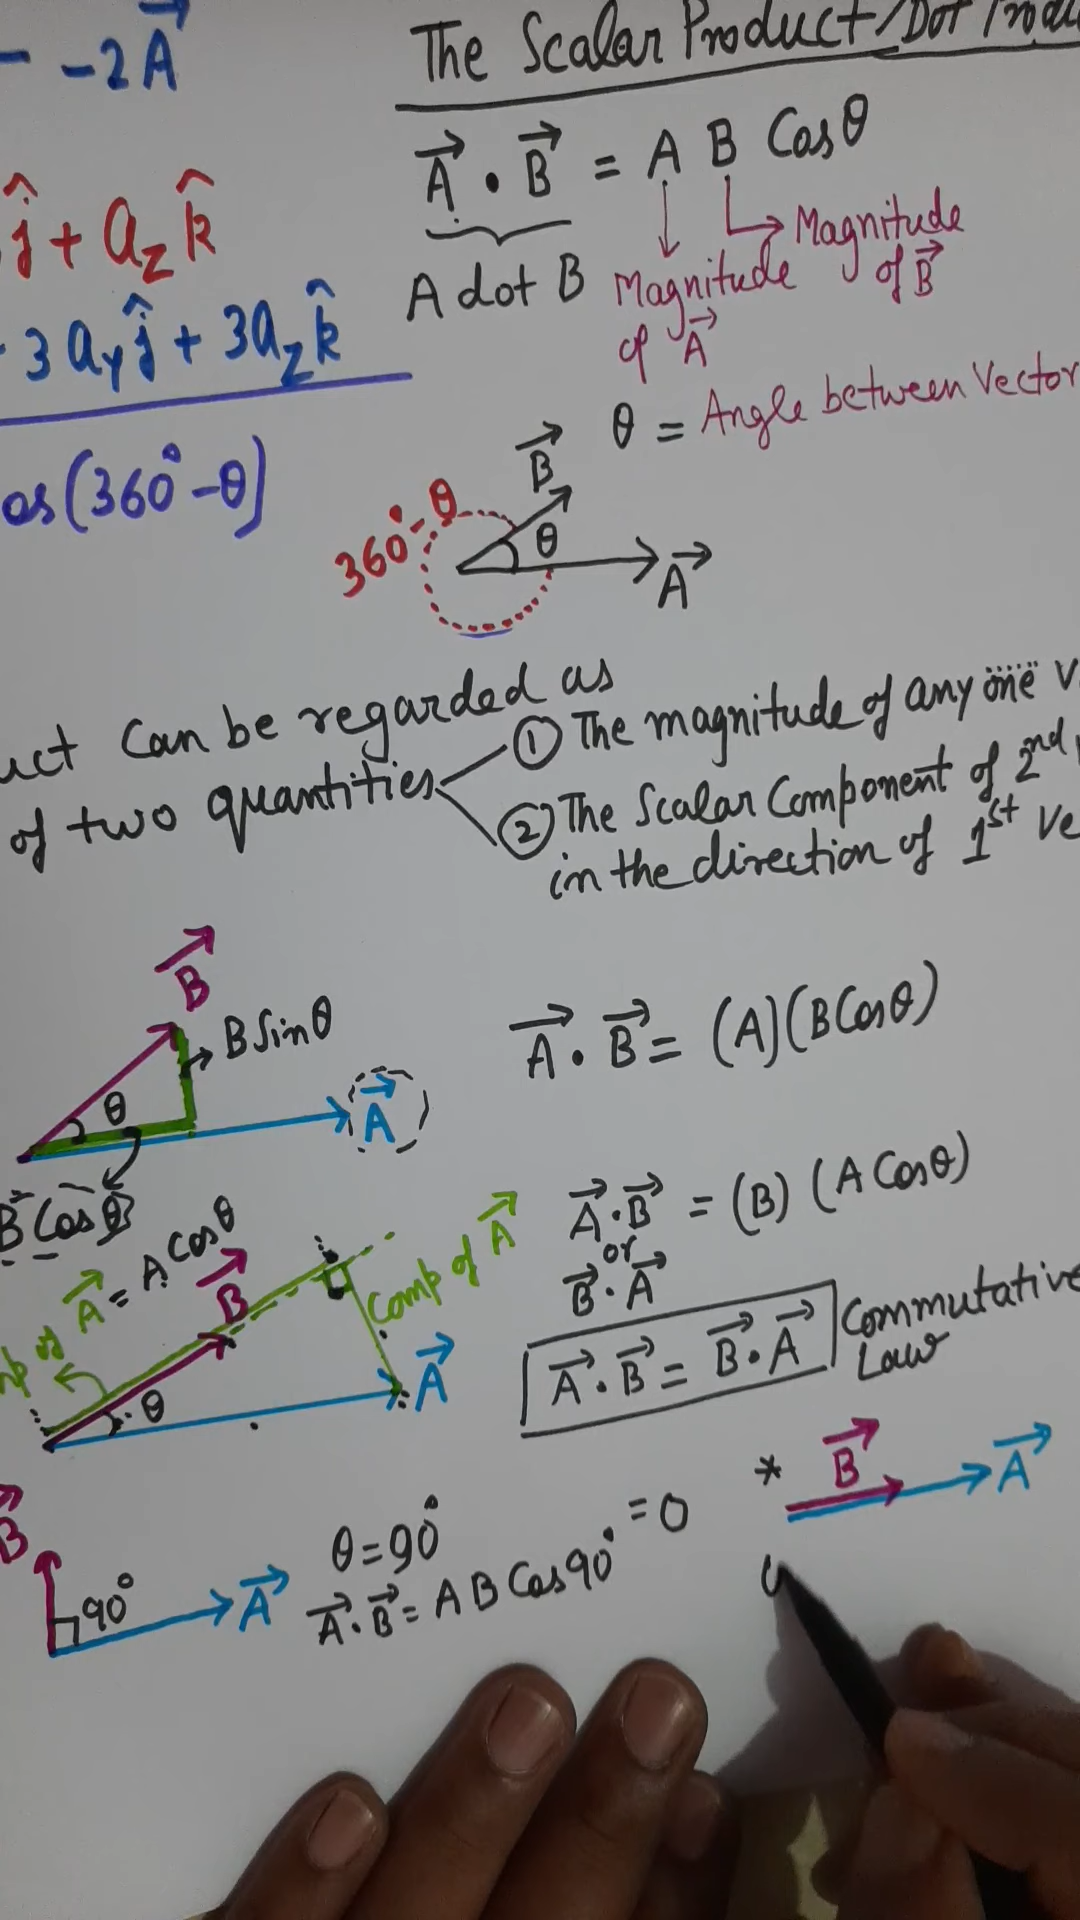 - -2A
The Scalar Product/Dot
A . B = A B Cosθ
A dot B
Magnitude of A
Magnitude of B
θ = Angle between Vector
ĵ + a_z k̂
3a_y ĵ + 3a_z k̂
os(360° - θ)
B
θ
A
360° - θ
uct can be regarded as
of two quantities
① The magnitude of any one
② The Scalar Component of 2nd
in the direction of 1st Ve
B
B Sinθ
θ
A
B Cosθ
A . B = (A)(B Cosθ)
A = A cosθ
B
Comp of A
θ
A
A . B = (B) (A Cosθ)
or
B . A
A . B = B . A
Commutative
Law
B
90°
A
θ = 90°
A . B = A B Cos90° = 0
* B A